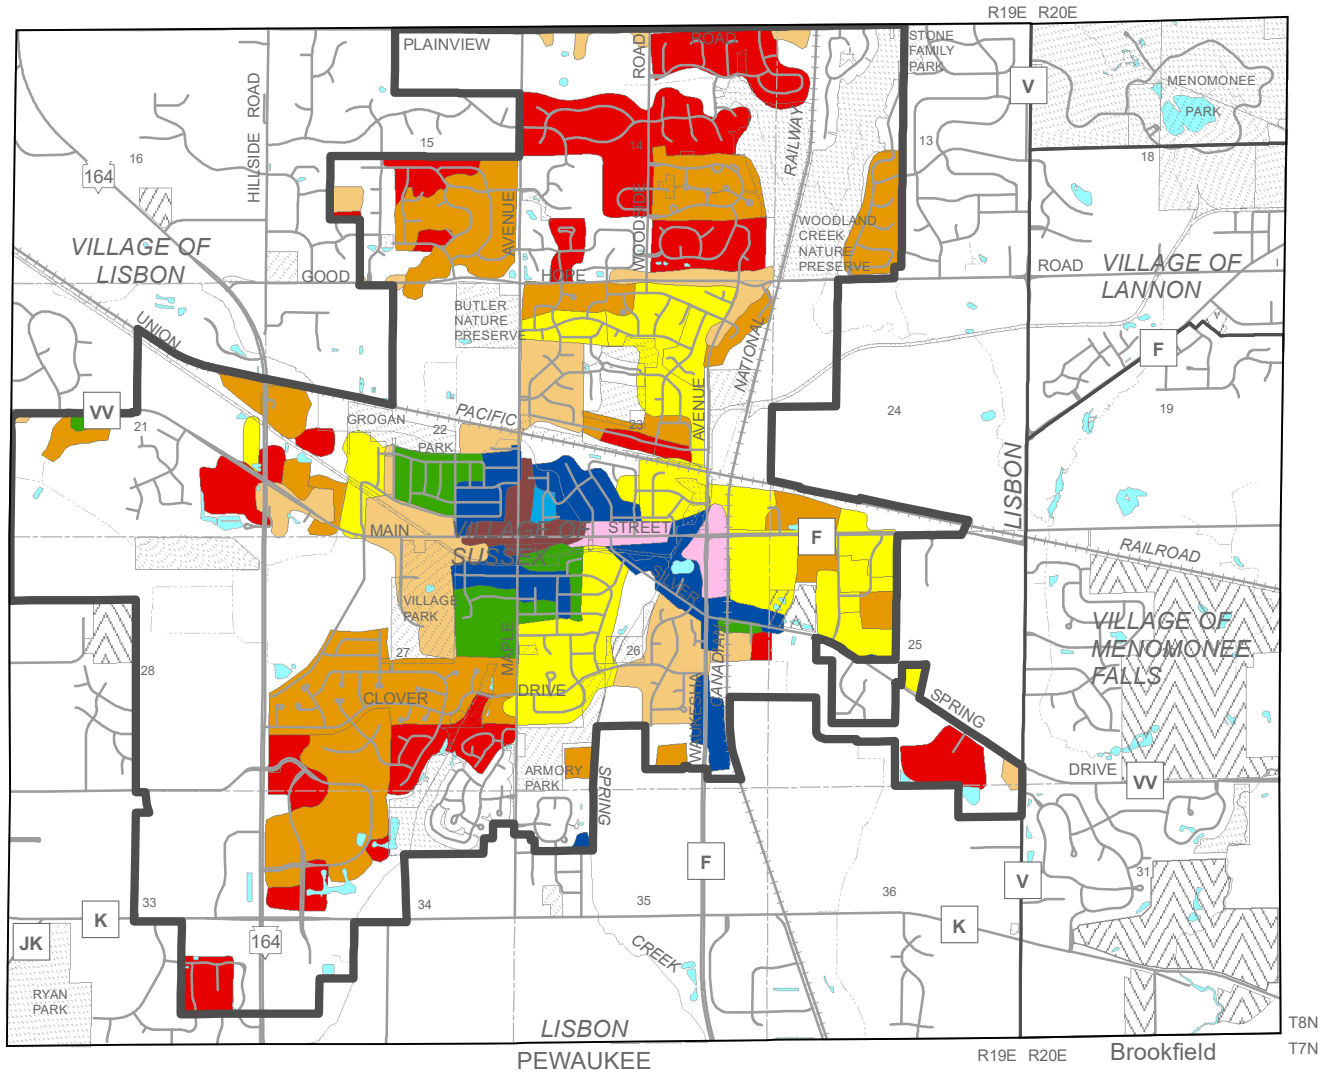 R19E R20E
PLAINVIEW
ROAD
ROAD
STONE
FAMILY
PARK
V
MENOMONEE
PARK
HILLSIDE ROAD
16
15
14
13
18
164
RAILWAY
VILLAGE OF
LISBON
AVENUE
WOODSIDE
WOODLAND
CREEK
NATURE
PRESERVE
GOOD
HOPE
ROAD
VILLAGE OF
LANNON
UNION
BUTLER
NATURE
PRESERVE
NATIONAL
F
VV
21
GROGAN
22
PARK
PACIFIC
23
AVENUE
24
19
LISBON
MAIN
VILLAGE OF
SUSSEX
STREET
F
RAILROAD
SILVER
VILLAGE
PARK
VILLAGE OF
MENOMONEE
FALLS
28
27
MAPLE
26
CANADIAN
25
CLOVER
DRIVE
WAUKESHA
SPRING
ARMORY
PARK
SPRING
DRIVE
VV
F
V
31
33
34
35
36
K
K
JK
164
CREEK
RYAN
PARK
LISBON
PEWAUKEE
R19E R20E
Brookfield
T8N
T7N